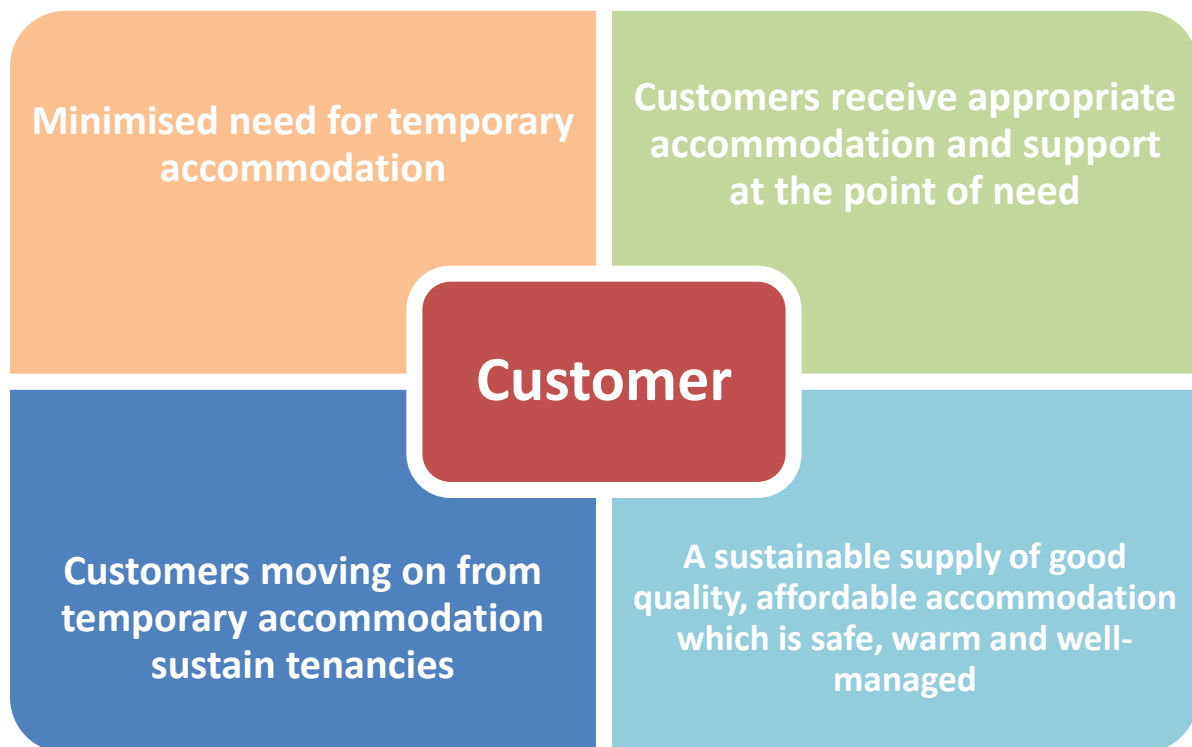 Minimised need for temporary
accommodation
Customers receive appropriate
accommodation and support
at the point of need
Customer
Customers moving on from
temporary accommodation
sustain tenancies
A sustainable supply of good
quality, affordable accommodation
which is safe, warm and well-
managed